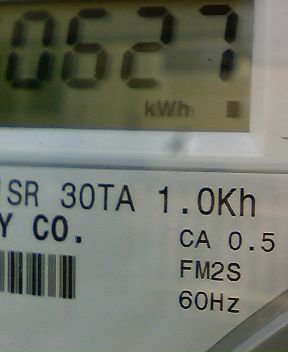 0627
kWh
SR 30TA 1.0Kh
Y CO.
CA 0.5
FM2S
60Hz